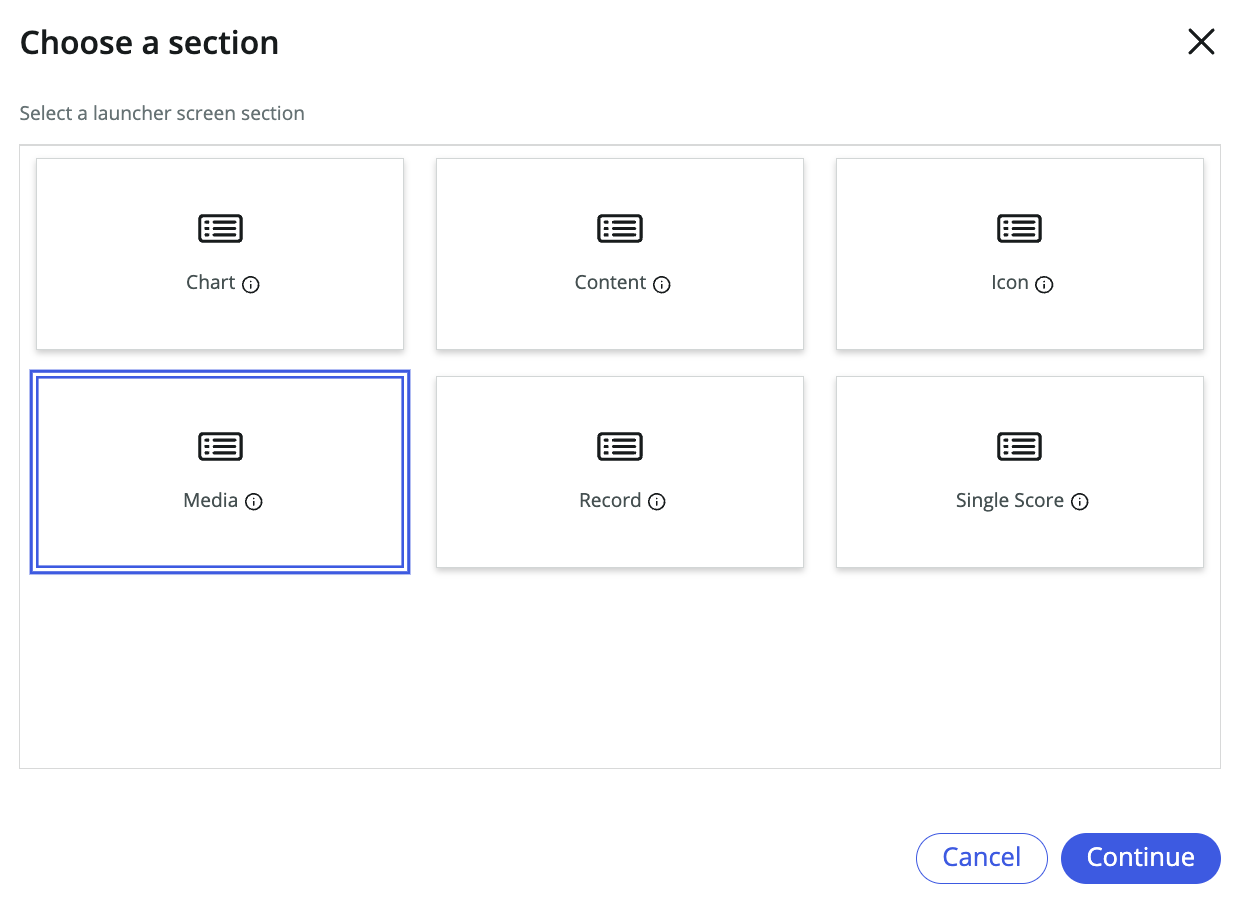 Choose a section
Select a launcher screen section
Chart
Content
Icon
Media
Record
Single Score
Cancel
Continue